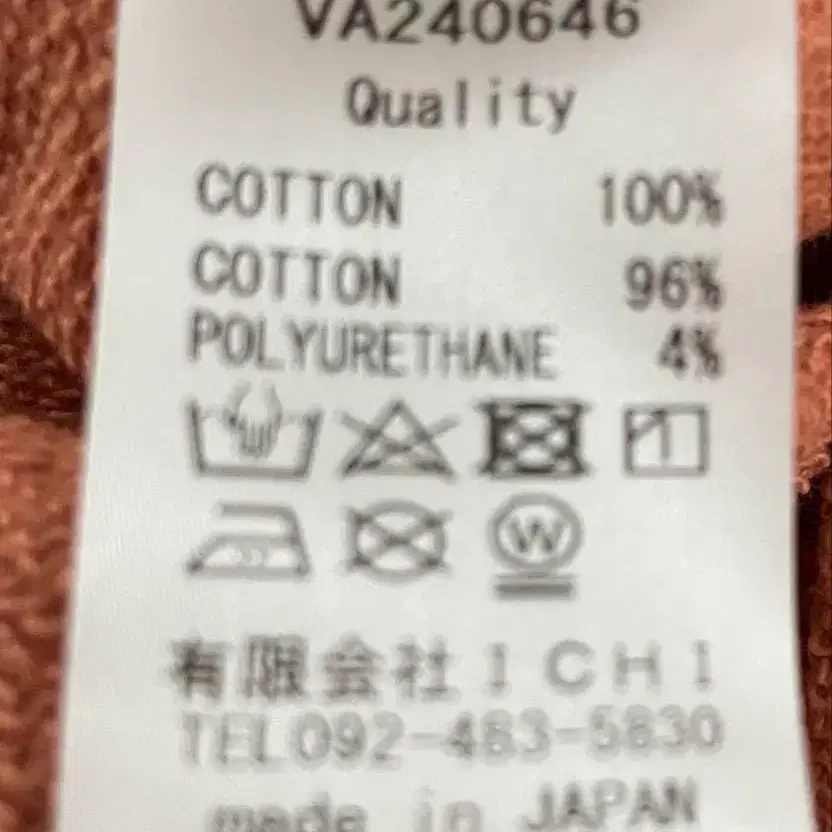 VA240646
Quality
COTTON 100%
COTTON 96%
POLYURETHANE 4%
W
有限会社ICHI
TEL092-483-5830
made in JAPAN